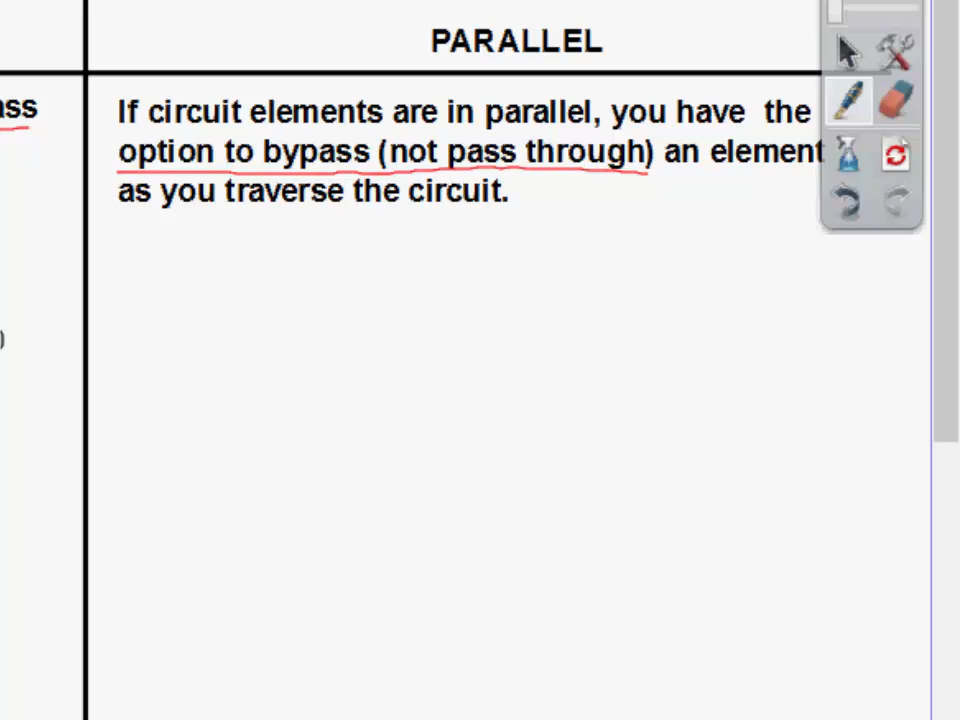 PARALLEL
ass
If circuit elements are in parallel, you have the
option to bypass (not pass through) an element
as you traverse the circuit.
)